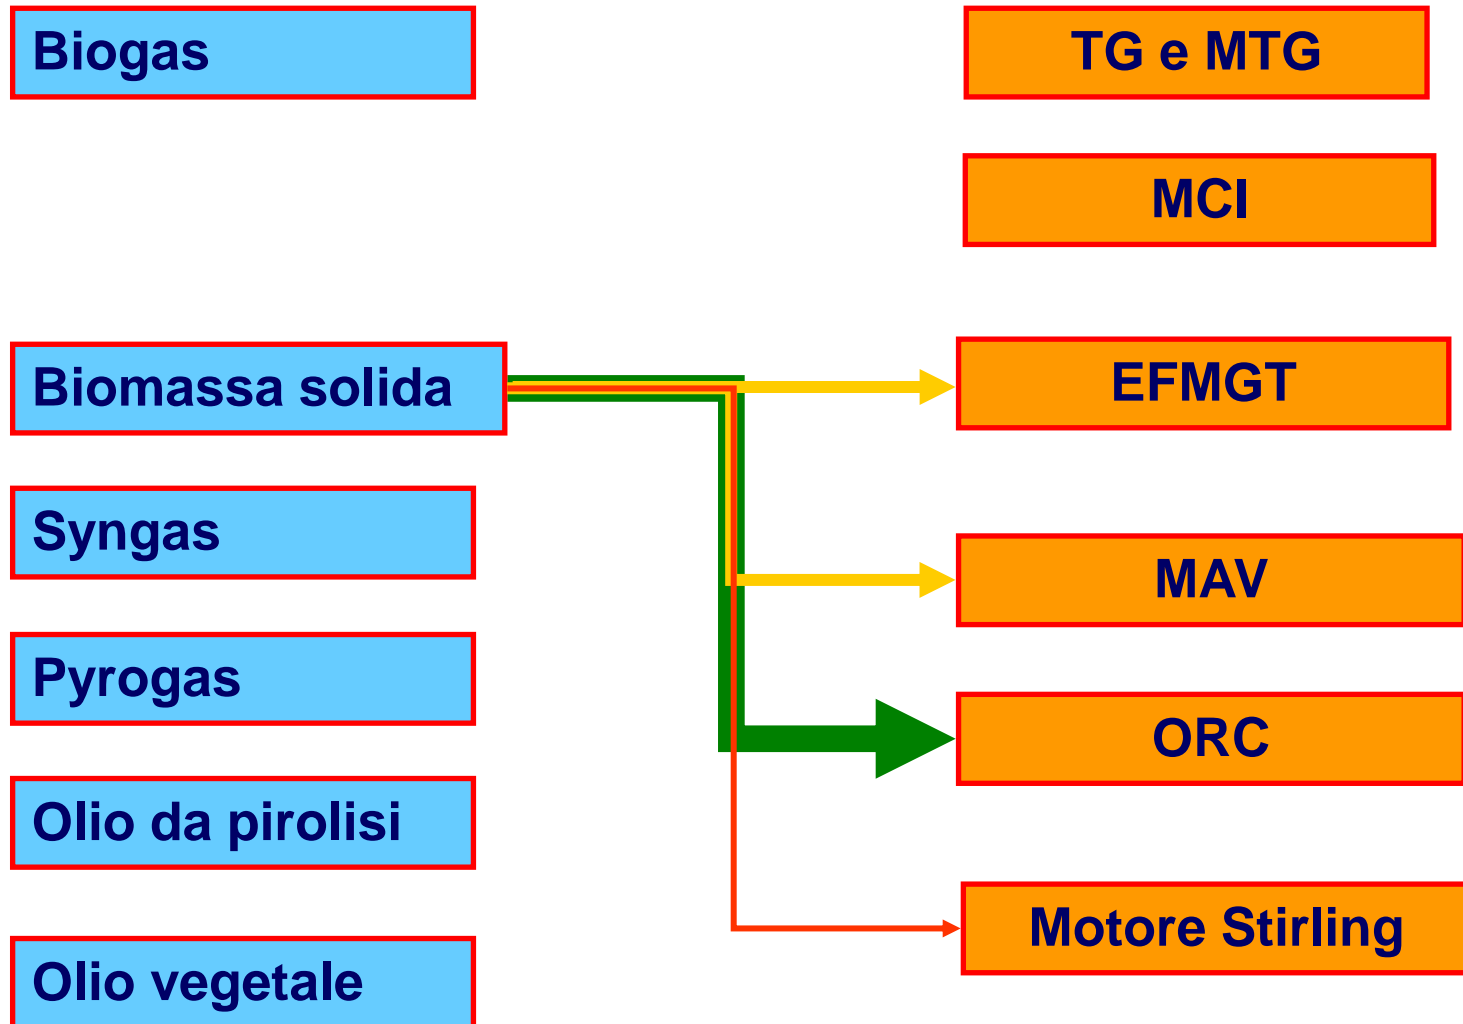 Biogas
TG e MTG
MCI
Biomassa solida
EFMGT
Syngas
MAV
Pyrogas
ORC
Olio da pirolisi
Motore Stirling
Olio vegetale